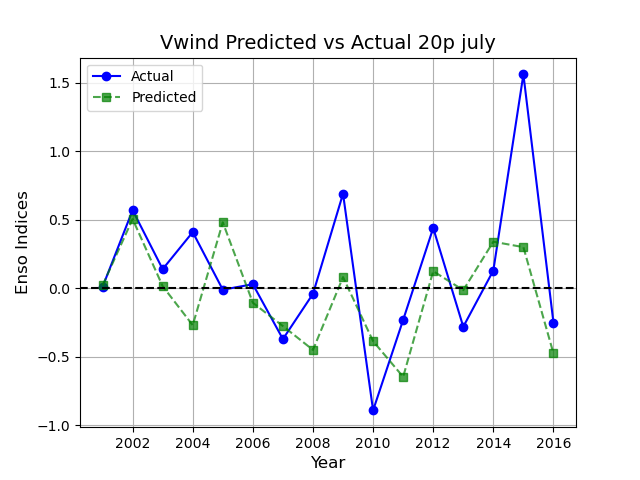 Vwind Predicted vs Actual 20p july
Actual
Predicted
1.5
1.0
0.5
0.0
−0.5
−1.0
Enso Indices
2002 2004 2006 2008 2010 2012 2014 2016
Year